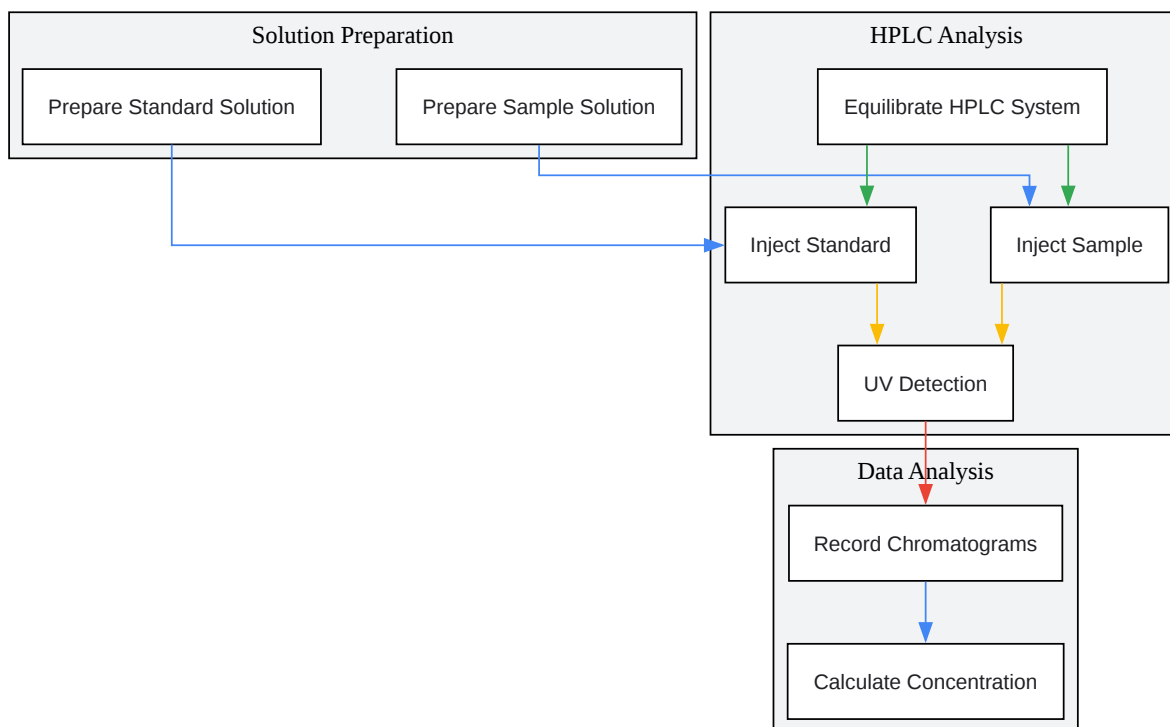 Solution Preparation
Prepare Standard Solution
Prepare Sample Solution
HPLC Analysis
Equilibrate HPLC System
Inject Standard
Inject Sample
UV Detection
Data Analysis
Record Chromatograms
Calculate Concentration